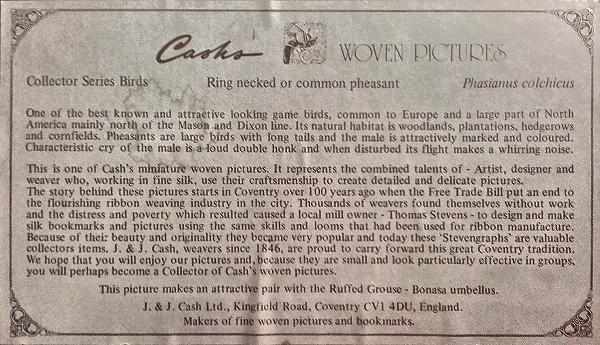 Cash's WOVEN PICTURES
Collector Series Birds Ring necked or common pheasant Phasianus colchicus
One of the best known and attractive looking game birds, common to Europe and a large part of North
America mainly north of the Mason and Dixon line. Its natural habitat is woodlands, plantations, hedgerows
and cornfields. Pheasants are large birds with long tails and the male is attractively marked and coloured.
Characteristic cry of the male is a loud double honk and when disturbed its flight makes a whirring noise.
This is one of Cash's miniature woven pictures. It represents the combined talents of - Artist, designer and
weaver who, working in fine silk, use their craftsmenship to create detailed and delicate pictures.
The story behind these pictures starts in Coventry over 100 years ago when the Free Trade Bill put an end to
the flourishing ribbon weaving industry in the city. Thousands of weavers found themselves without work
and the distress and poverty which resulted caused a local mill owner - Thomas Stevens - to design and make
silk bookmarks and pictures using the same skills and looms that had been used for ribbon manufacture.
Because of their beauty and originality they became very popular and today these 'Stevengraphs' are valuable
collectors items. J. & J. Cash, weavers since 1846, are proud to carry forward this great Coventry tradition.
We hope that you will enjoy our pictures and, because they are small and look particularly effective in groups,
you will perhaps become a Collector of Cash's woven pictures.
This picture makes an attractive pair with the Ruffed Grouse - Bonasa umbellus.
J. & J. Cash Ltd., Kingfield Road, Coventry CV1 4DU, England.
Makers of fine woven pictures and bookmarks.